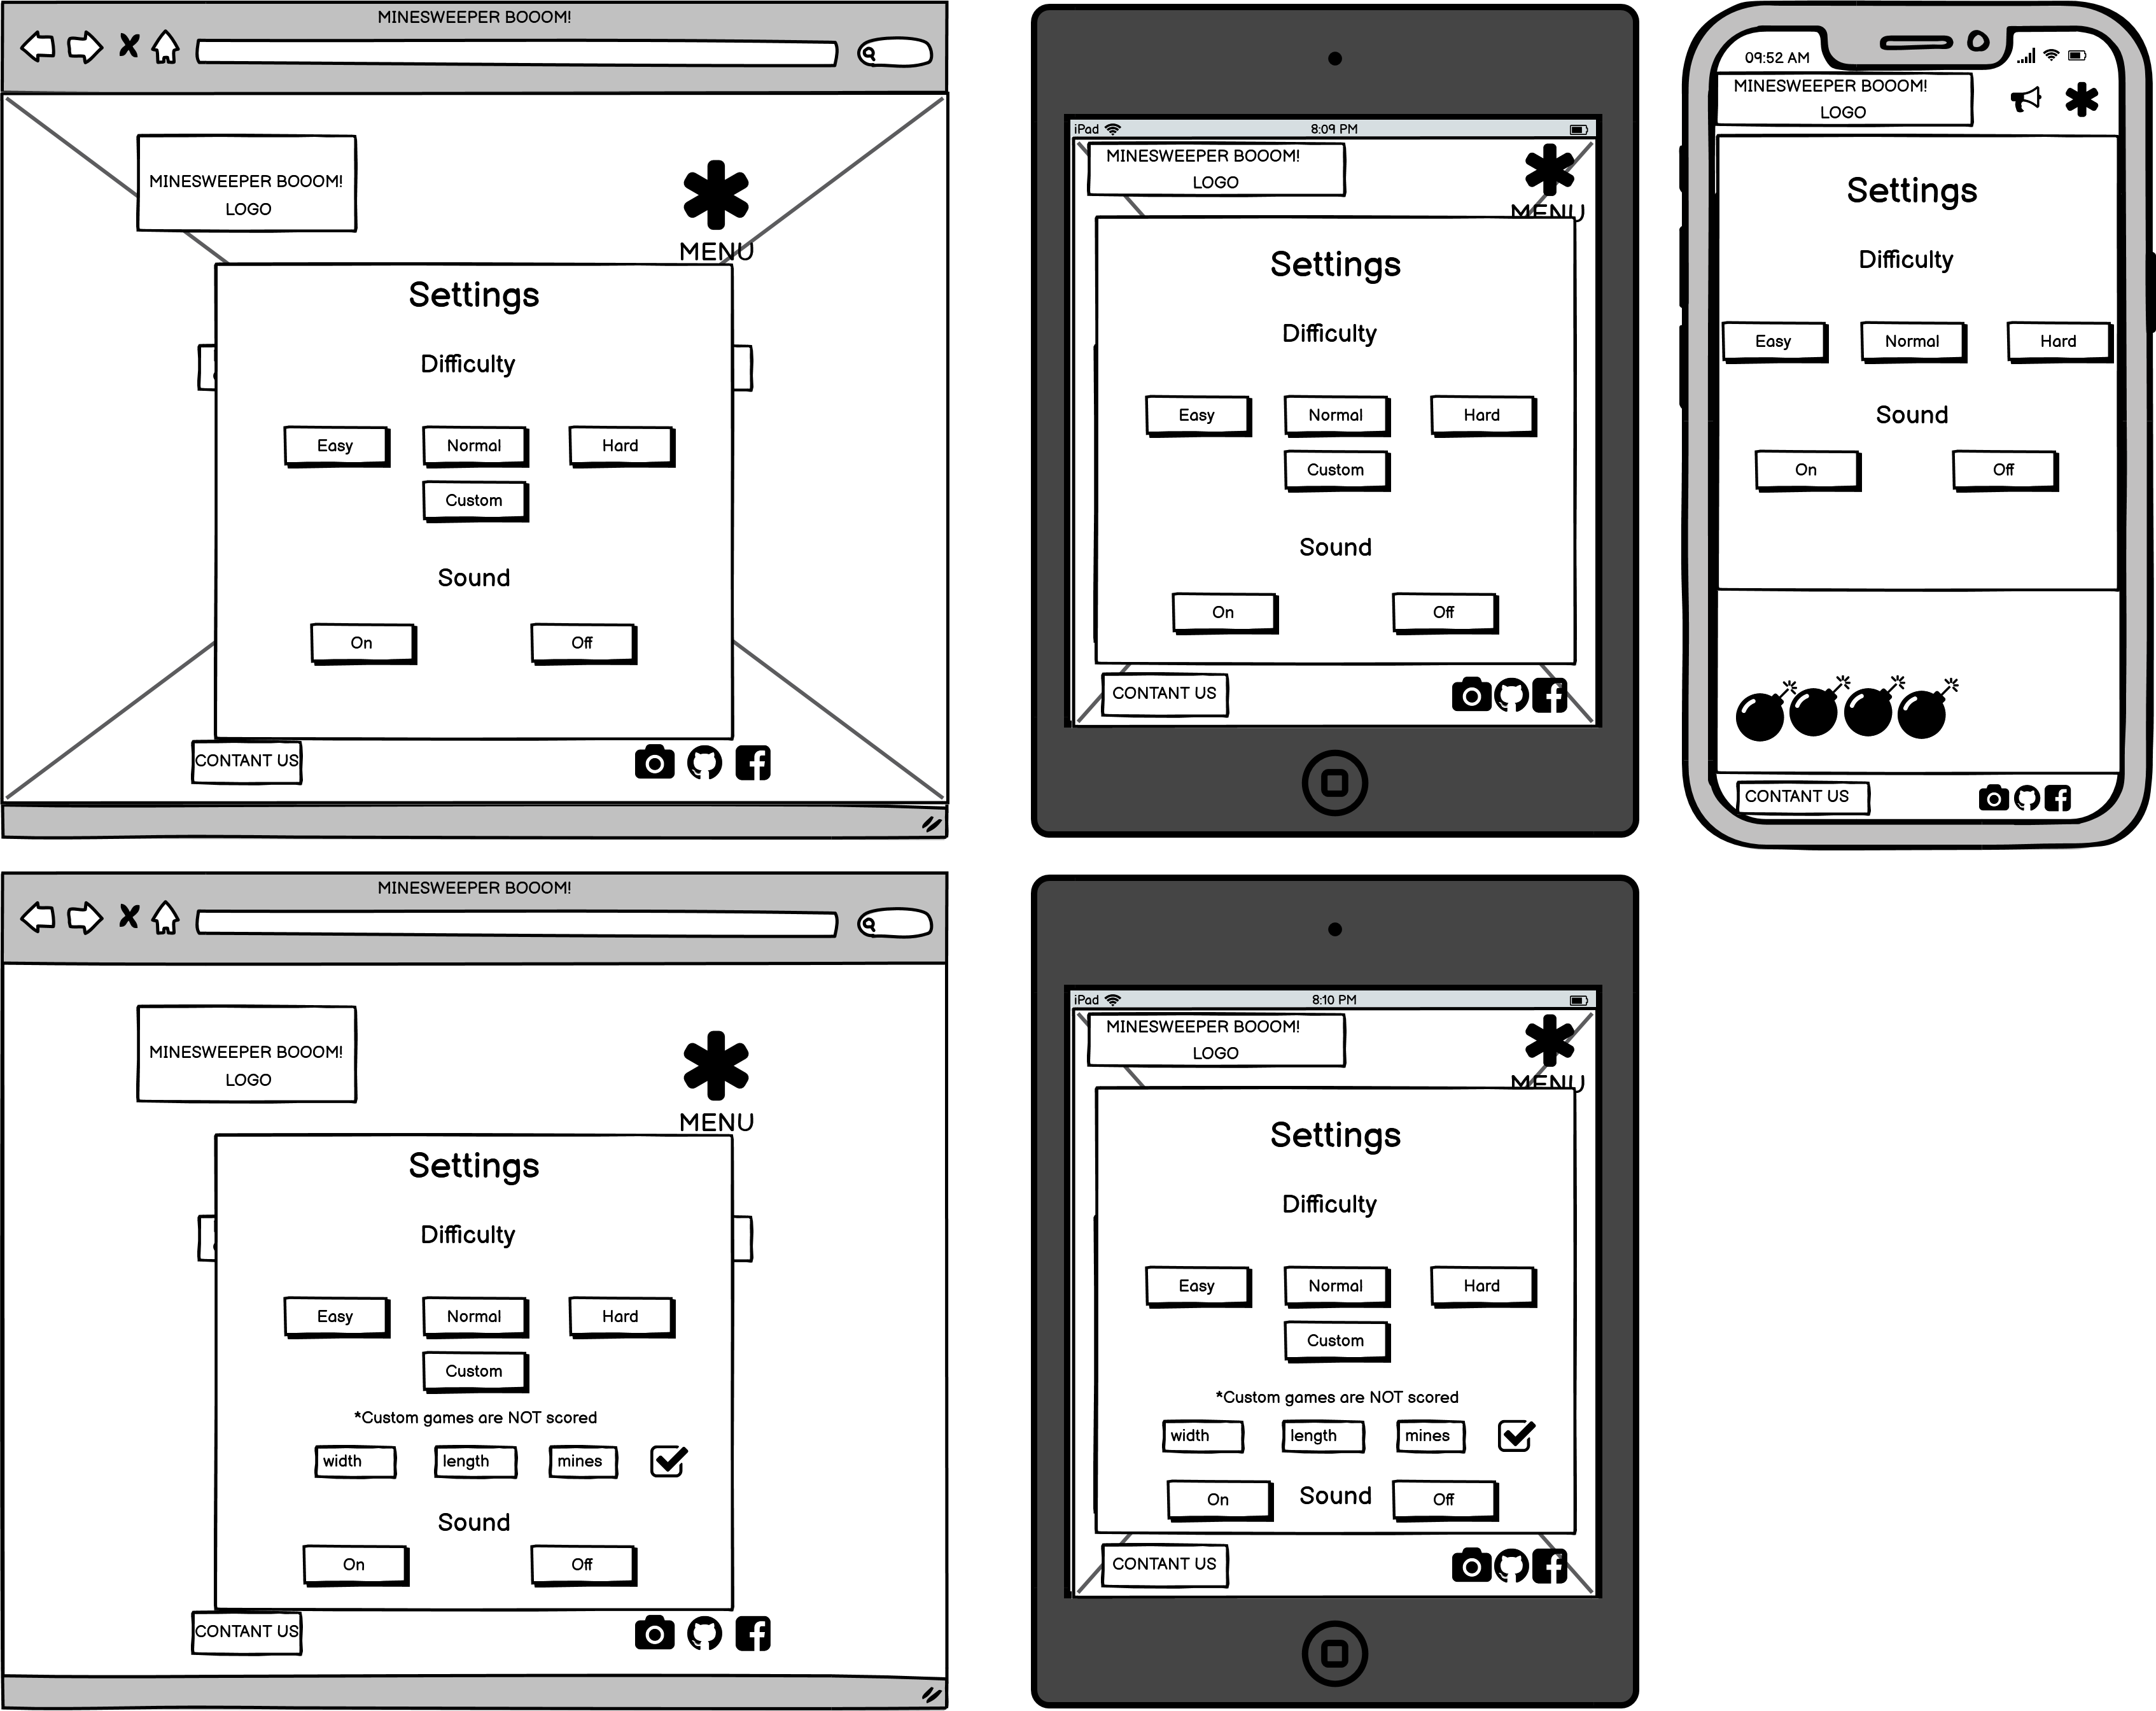 MINESWEEPER BOOOM!
MINESWEEPER BOOOM!
LOGO
MENU
Settings
Difficulty
Easy Normal Hard
Custom
Sound
On Off
CONTANT US
iPad 8:09 PM
MINESWEEPER BOOOM!
LOGO
MENU
Settings
Difficulty
Easy Normal Hard
Custom
Sound
On Off
CONTANT US
09:52 AM
MINESWEEPER BOOOM!
LOGO
Settings
Difficulty
Easy Normal Hard
Sound
On Off
CONTANT US
MINESWEEPER BOOOM!
MINESWEEPER BOOOM!
LOGO
MENU
Settings
Difficulty
Easy Normal Hard
Custom
*Custom games are NOT scored
width length mines
Sound
On Off
CONTANT US
iPad 8:10 PM
MINESWEEPER BOOOM!
LOGO
MENU
Settings
Difficulty
Easy Normal Hard
Custom
*Custom games are NOT scored
width length mines
On Sound Off
CONTANT US